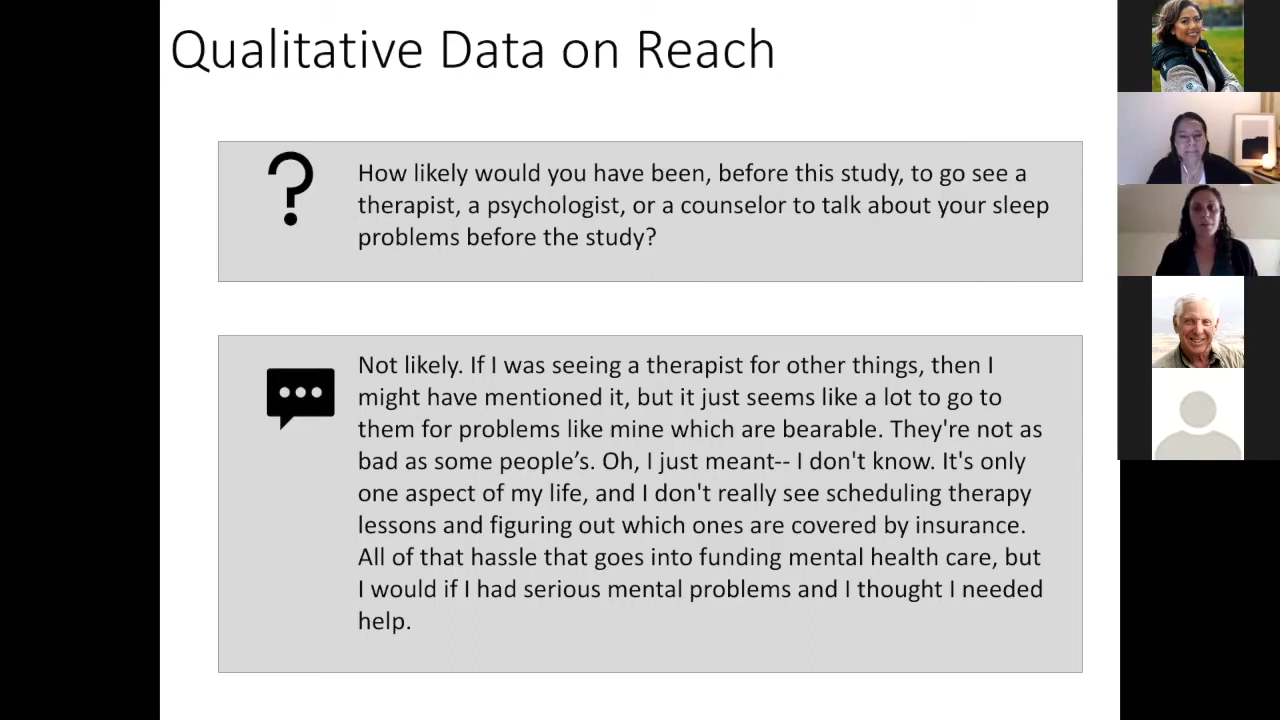 Qualitative Data on Reach
How likely would you have been, before this study, to go see a
therapist, a psychologist, or a counselor to talk about your sleep
problems before the study?
Not likely. If I was seeing a therapist for other things, then I
might have mentioned it, but it just seems like a lot to go to
them for problems like mine which are bearable. They're not as
bad as some people’s. Oh, I just meant-- I don't know. It's only
one aspect of my life, and I don't really see scheduling therapy
lessons and figuring out which ones are covered by insurance.
All of that hassle that goes into funding mental health care, but
I would if I had serious mental problems and I thought I needed
help.